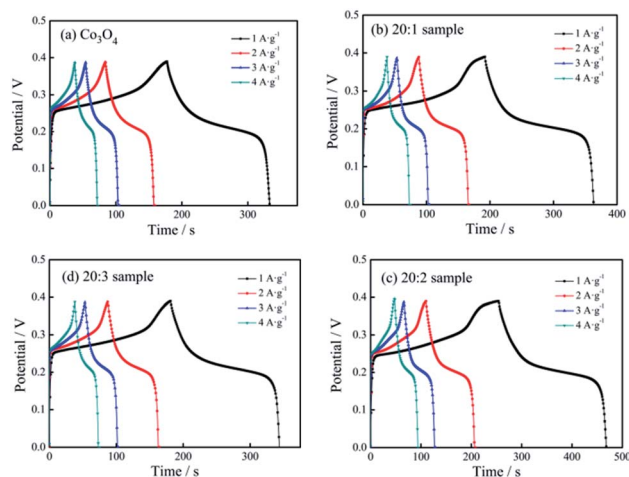 (a) Co₃O₄
1 A·g⁻¹
2 A·g⁻¹
3 A·g⁻¹
4 A·g⁻¹
Potential / V
0.5
0.4
0.3
0.2
0.1
0.0
0
100
200
300
Time / s
(b) 20:1 sample
1 A·g⁻¹
2 A·g⁻¹
3 A·g⁻¹
4 A·g⁻¹
Potential / V
0.5
0.4
0.3
0.2
0.1
0.0
0
100
200
300
400
Time / s
(d) 20:3 sample
1 A·g⁻¹
2 A·g⁻¹
3 A·g⁻¹
4 A·g⁻¹
Potential / V
0.5
0.4
0.3
0.2
0.1
0.0
0
100
200
300
Time / s
(c) 20:2 sample
1 A·g⁻¹
2 A·g⁻¹
3 A·g⁻¹
4 A·g⁻¹
Potential / V
0.5
0.4
0.3
0.2
0.1
0.0
0
100
200
300
400
500
Time / s